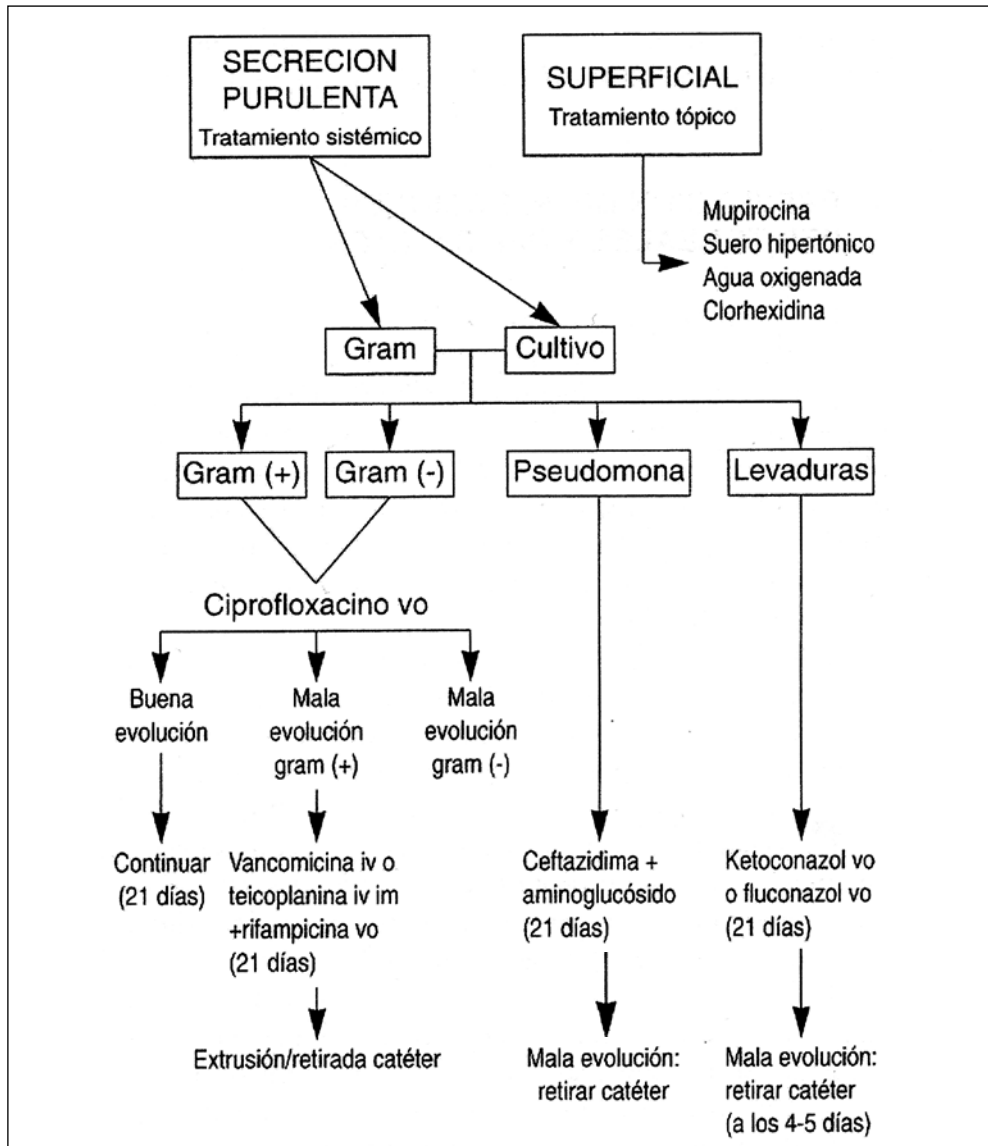 SECRECION
PURULENTA
Tratamiento sistémico
SUPERFICIAL
Tratamiento tópico
Mupirocina
Suero hipertónico
Agua oxigenada
Clorhexidina
Gram
Cultivo
Gram (+)
Gram (-)
Pseudomona
Levaduras
Ciprofloxacino vo
Buena
evolución
Mala
evolución
gram (+)
Mala
evolución
gram (-)
Continuar
(21 días)
Vancomicina iv o
teicoplanina iv im
+rifampicina vo
(21 días)
Extrusión/retirada catéter
Ceftazidima +
aminoglucósido
(21 días)
Mala evolución:
retirar catéter
Ketoconazol vo
o fluconazol vo
(21 días)
Mala evolución:
retirar catéter
(a los 4-5 días)